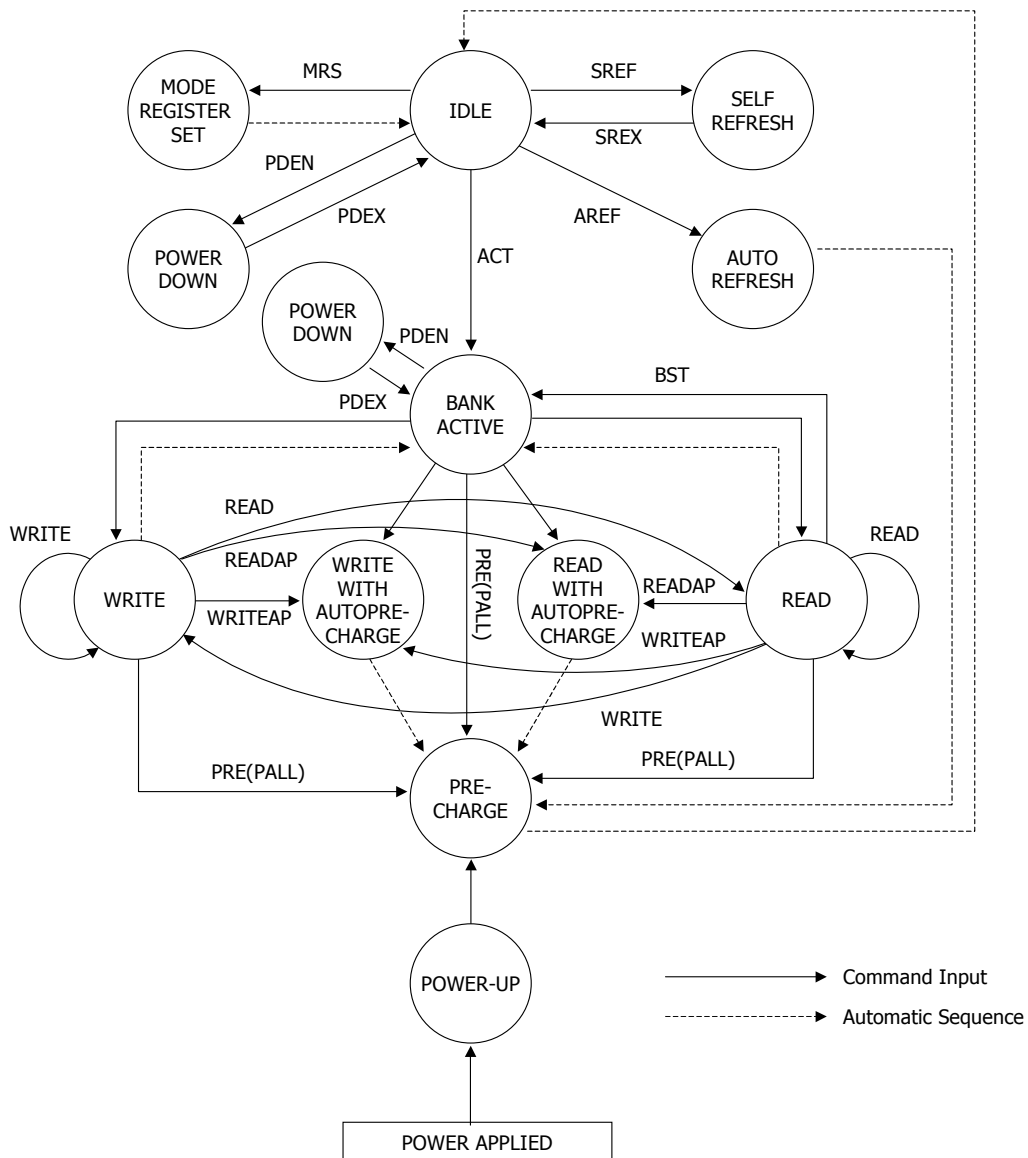 MRS
SREF
MODE
REGISTER
SET
IDLE
SELF
REFRESH
SREX
PDEN
PDEX
AREF
POWER
DOWN
ACT
AUTO
REFRESH
POWER
DOWN
PDEN
PDEX
BST
BANK
ACTIVE
WRITE
READ
READ
READAP
WRITE
WRITEAP
WRITE
WITH
AUTOPRE-
CHARGE
PRE(PALL)
READ
WITH
AUTOPRE-
CHARGE
READAP
WRITEAP
READ
WRITE
PRE(PALL)
PRE(PALL)
PRE-
CHARGE
POWER-UP
Command Input
Automatic Sequence
POWER APPLIED